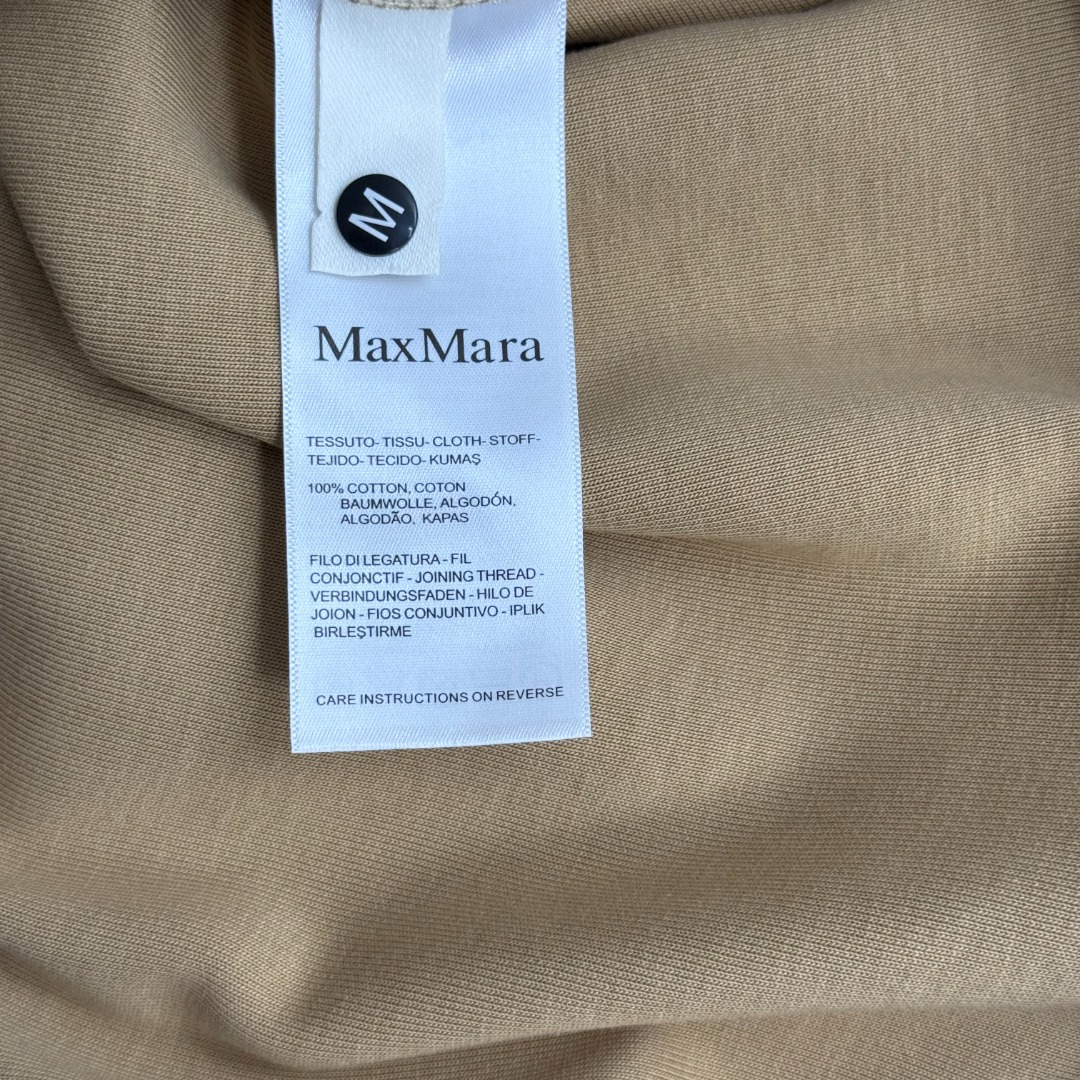 M
MaxMara
TESSUTO- TISSU- CLOTH- STOFF-
TEJIDO- TECIDO- KUMAŞ
100% COTTON, COTON
BAUMWOLLE, ALGODÓN,
ALGODÃO, KAPAS
FILO DI LEGATURA - FIL
CONJONCTIF - JOINING THREAD -
VERBINDUNGSFADEN - HILO DE
JOION - FIOS CONJUNTIVO - IPLIK
BIRLEŞTIRME
CARE INSTRUCTIONS ON REVERSE